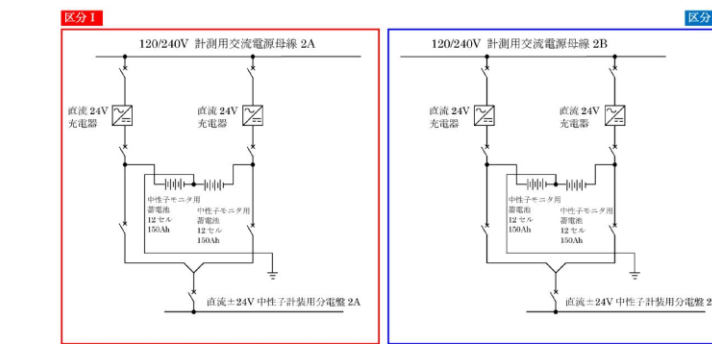 区分 I
120/240V 計測用交流電源母線 2A
直流 24V
充電器
直流 24V
充電器
中性子モニタ用
蓄電池
12 セル
150Ah
中性子モニタ用
蓄電池
12 セル
150Ah
直流±24V 中性子計装用分電盤 2A
区分
120/240V 計測用交流電源母線 2B
直流 24V
充電器
直流 24V
充電器
中性子モニタ用
蓄電池
12 セル
150Ah
中性子モニタ用
蓄電池
12 セル
150Ah
直流±24V 中性子計装用分電盤 2